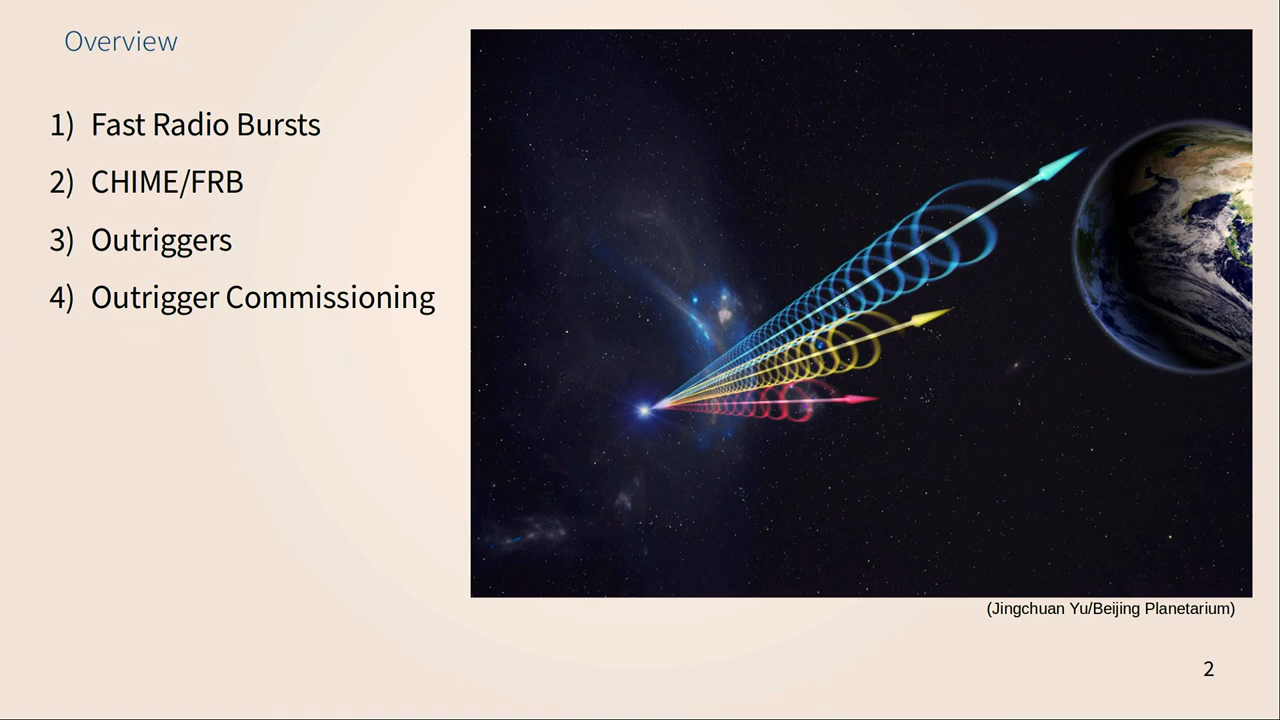 Overview
1) Fast Radio Bursts
2) CHIME/FRB
3) Outriggers
4) Outrigger Commissioning
(Jingchuan Yu/Beijing Planetarium)
2